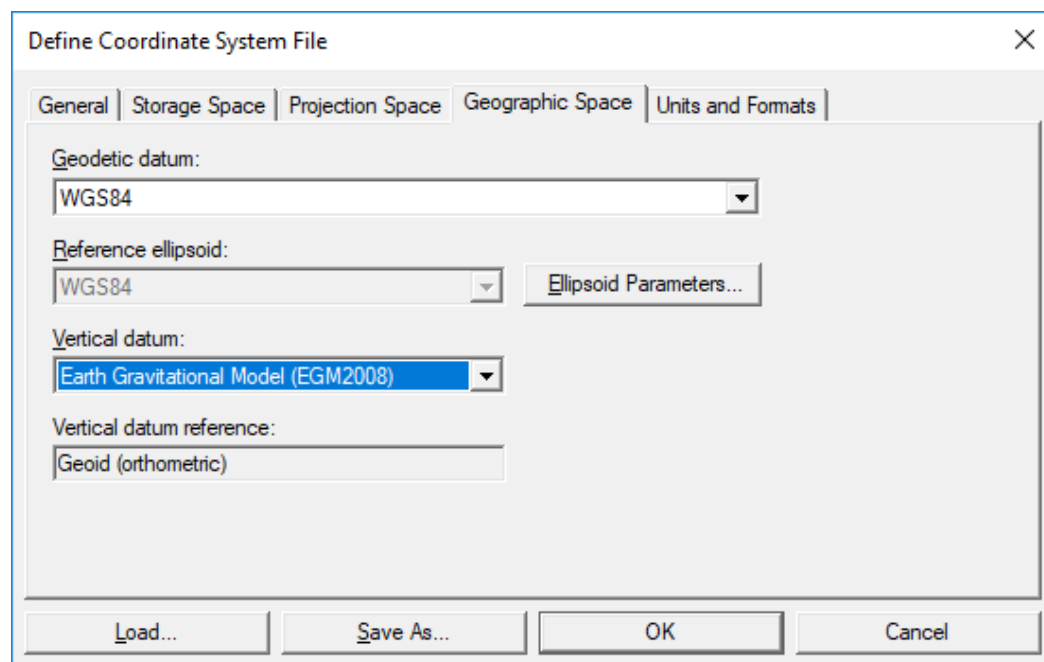 Define Coordinate System File
General Storage Space Projection Space Geographic Space Units and Formats
Geodetic datum:
WGS84
Reference ellipsoid:
WGS84 Ellipsoid Parameters...
Vertical datum:
Earth Gravitational Model (EGM2008)
Vertical datum reference:
Geoid (orthometric)
Load... Save As... OK Cancel